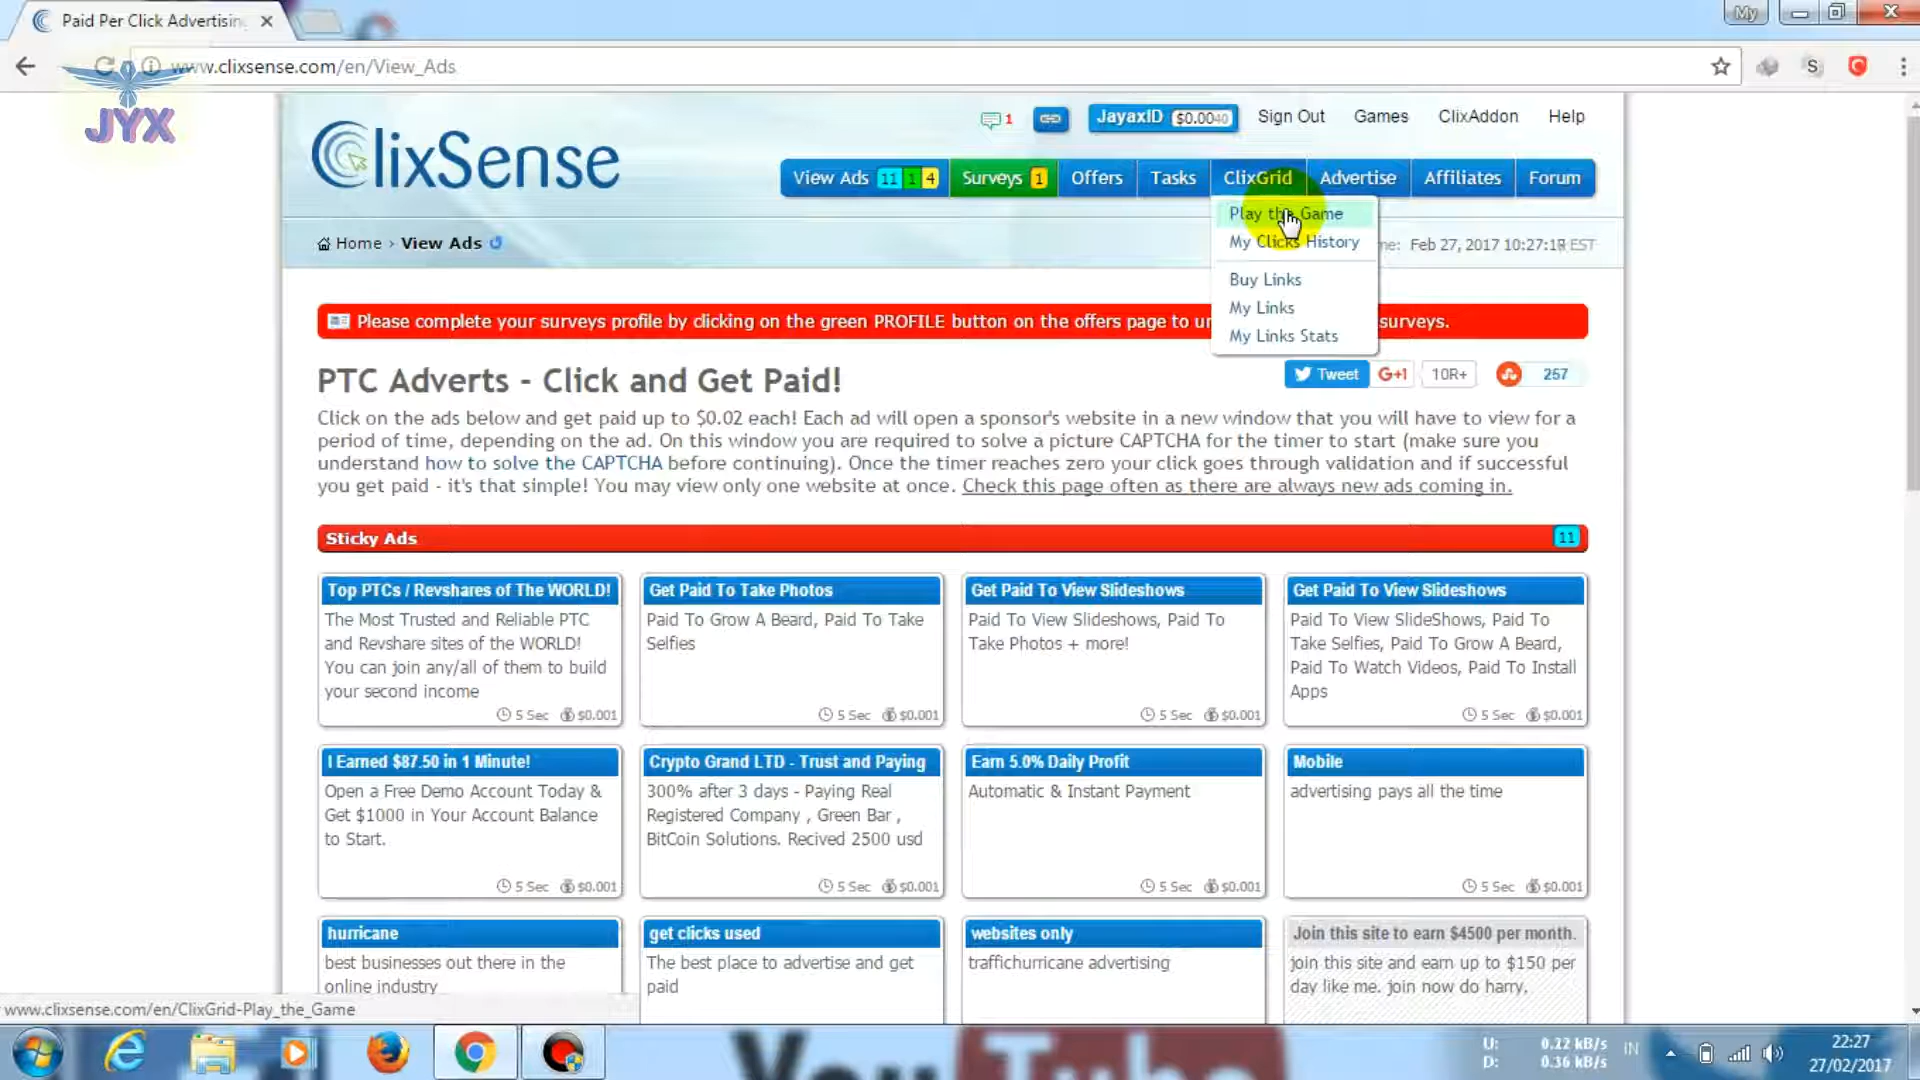 Paid Per Click Advertising
My
www.clixsense.com/en/View_Ads
S
JYX
ClixSense
1
JayaxID $0.0040
Sign Out
Games
ClixAddon
Help
View Ads 11 1 4
Surveys 1
Offers
Tasks
ClixGrid
Advertise
Affiliates
Forum
Play the Game
My Clicks History
Buy Links
My Links
My Links Stats
Home › View Ads
Feb 27, 2017 10:27:19 EST
Please complete your surveys profile by clicking on the green PROFILE button on the offers page to surveys.
PTC Adverts - Click and Get Paid!
Tweet
G+1
10K+
257
Click on the ads below and get paid up to $0.02 each! Each ad will open a sponsor's website in a new window that you will have to view for a
period of time, depending on the ad. On this window you are required to solve a picture CAPTCHA for the timer to start (make sure you
understand how to solve the CAPTCHA before continuing). Once the timer reaches zero your click goes through validation and if successful
you get paid - it's that simple! You may view only one website at once. Check this page often as there are always new ads coming in.
Sticky Ads
11
Top PTCs / Revshares of The WORLD!
The Most Trusted and Reliable PTC
and Revshare sites of the WORLD!
You can join any/all of them to build
your second income
5 Sec $0.001
Get Paid To Take Photos
Paid To Grow A Beard, Paid To Take
Selfies
5 Sec $0.001
Get Paid To View Slideshows
Paid To View Slideshows, Paid To
Take Photos + more!
5 Sec $0.001
Get Paid To View Slideshows
Paid To View SlideShows, Paid To
Take Selfies, Paid To Grow A Beard,
Paid To Watch Videos, Paid To Install
Apps
5 Sec $0.001
I Earned $87.50 in 1 Minute!
Open a Free Demo Account Today &
Get $1000 in Your Account Balance
to Start.
5 Sec $0.001
Crypto Grand LTD - Trust and Paying
300% after 3 days - Paying Real
Registered Company , Green Bar ,
BitCoin Solutions. Recived 2500 usd
5 Sec $0.001
Earn 5.0% Daily Profit
Automatic & Instant Payment
5 Sec $0.001
Mobile
advertising pays all the time
5 Sec $0.001
hurricane
best businesses out there in the
online industry
get clicks used
The best place to advertise and get
paid
websites only
traffichurricane advertising
Join this site to earn $4500 per month.
join this site and earn up to $150 per
day like me. join now do harry,
www.clixsense.com/en/ClixGrid-Play_the_Game
You Tube
U: 0.22 kB/s
D: 0.36 kB/s
IN
22:27
27/02/2017